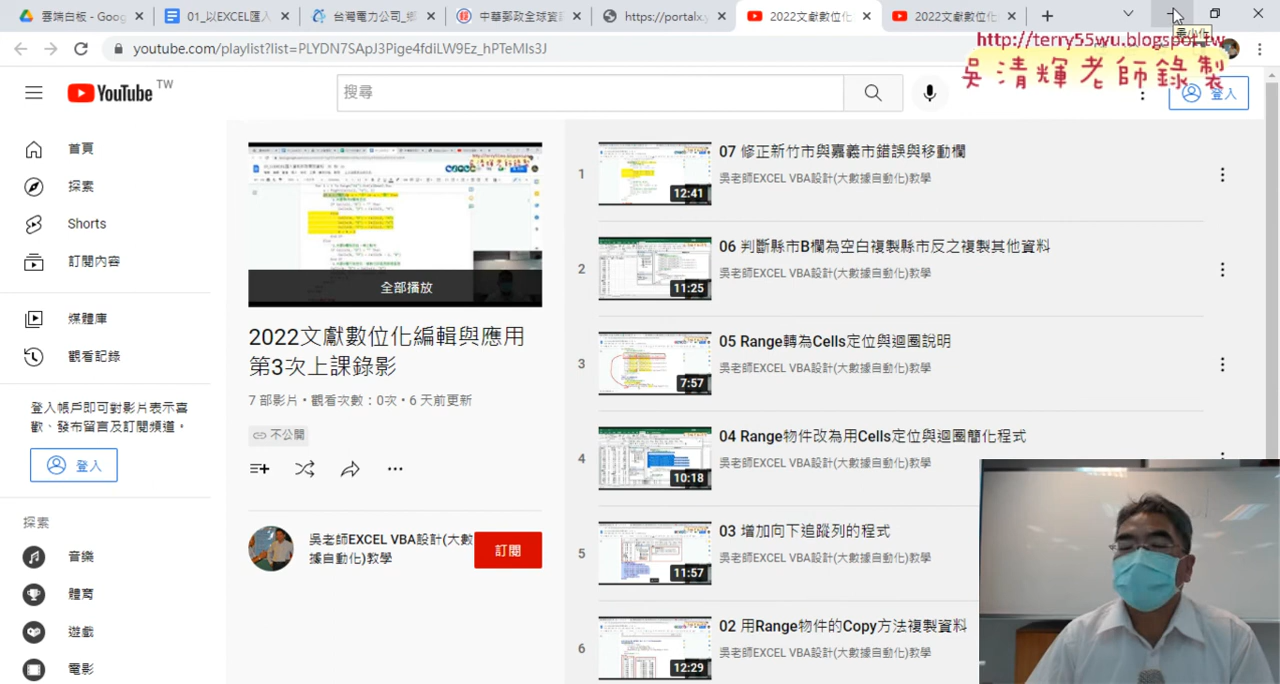 雲端白板 - Goog
01_以EXCEL匯入
台灣電力公司_
中華郵政全球資
https://portalx.y
2022文獻數位化
2022文獻數位化
youtube.com/playlist?list=PLYDN7SApJ3Pige4fdiLW9Ez_hPTeMIs3J
最小化
http://terry55wu.blogspot.tw
吳清輝老師錄製
YouTube TW
搜尋
登入
首頁
探索
Shorts
訂閱內容
媒體庫
觀看記錄
登入帳戶即可對影片表示喜
歡、發布留言及訂閱頻道。
登入
探索
音樂
體育
遊戲
電影
全部播放
2022文獻數位化編輯與應用
第3次上課錄影
7 部影片•觀看次數：0次•6 天前更新
不公開
吳老師EXCEL VBA設計(大數
據自動化)教學
訂閱
1
12:41
07 修正新竹市與嘉義市錯誤與移動欄
吳老師EXCEL VBA設計(大數據自動化)教學
2
11:25
06 判斷縣市B欄為空白複製縣市反之複製其他資料
吳老師EXCEL VBA設計(大數據自動化)教學
3
7:57
05 Range轉為Cells定位與迴圈說明
吳老師EXCEL VBA設計(大數據自動化)教學
4
10:18
04 Range物件改為用Cells定位與迴圈簡化程式
吳老師EXCEL VBA設計(大數據自動化)教學
5
11:57
03 增加向下追蹤列的程式
吳老師EXCEL VBA設計(大數據自動化)教學
6
12:29
02 用Range物件的Copy方法複製資料
吳老師EXCEL VBA設計(大數據自動化)教學